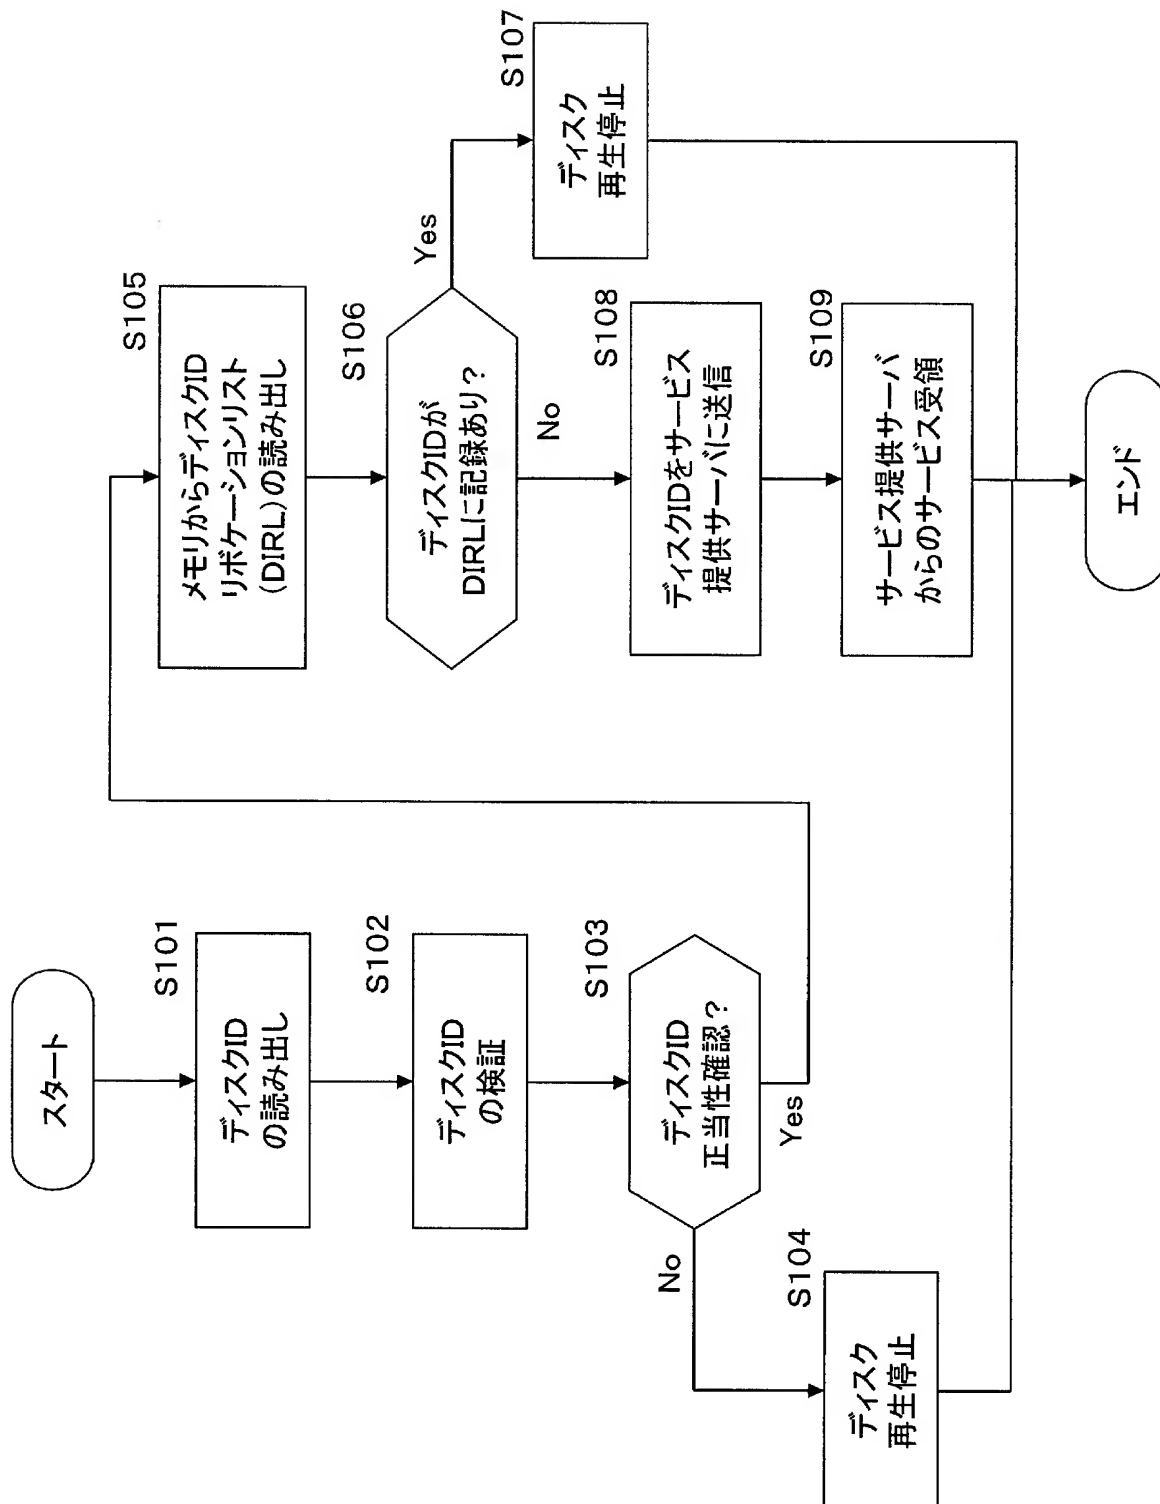 スタート
S101
ディスクID
の読み出し
S102
ディスクID
の検証
S103
ディスクID
正当性確認？
No
Yes
S104
ディスク
再生停止
S105
メモリからディスクID
リボケーションリスト
(DIRL)の読み出し
S106
ディスクIDが
DIRLに記録あり？
Yes
No
S107
ディスク
再生停止
S108
ディスクIDをサービス
提供サーバに送信
S109
サービス提供サーバ
からのサービス受領
エンド